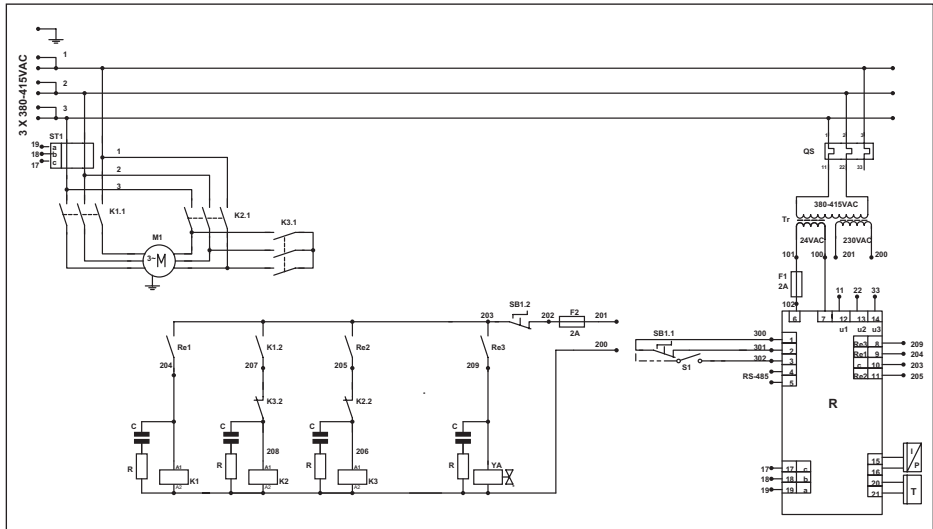 3 X 380-415VAC
1
2
3
ST1
19 a
18 b
17 c
1
2
3
K1.1
K2.1
K3.1
M1
3~M
1 2 3
QS
11 22 33
380-415VAC
Tr
24VAC 230VAC
101 100 201 200
F1
2A
102
11 22 33
6 7 12 13 14
u1 u2 u3
203
SB1.2
202
F2
2A
201
200
SB1.1
300
301
302
S1
RS-485
1
2
3
4
5
Re3 8 209
Re1 9 204
c 10 203
Re2 11 205
R
Re1
204
K1.2
207
Re2
205
Re3
209
K3.2
K2.2
208
206
C
R
A1
A2
K1
C
R
A1
A2
K2
C
R
A1
A2
K3
C
R
YA
17 17 c
18 18 b
19 19 a
15
16
20
21
I
P
T